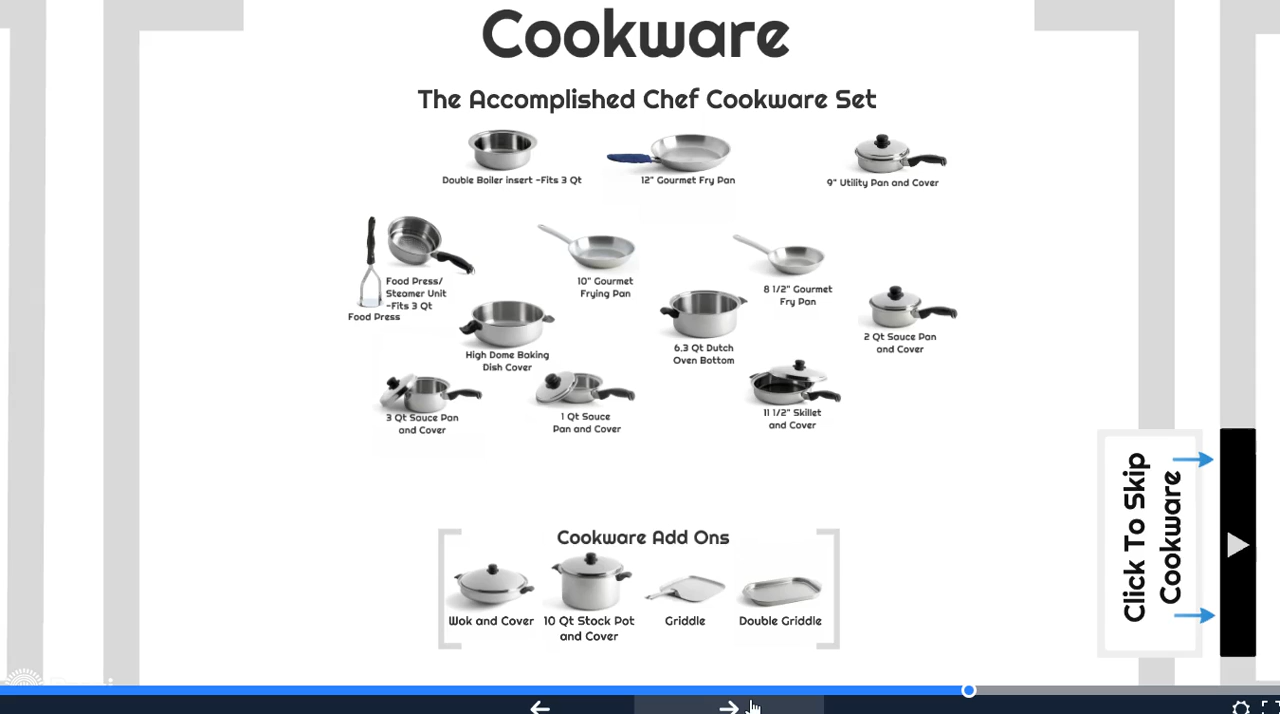 Cookware
The Accomplished Chef Cookware Set
Double Boiler insert -Fits 3 Qt
12" Gourmet Fry Pan
9" Utility Pan and Cover
Food Press/
Steamer Unit
-Fits 3 Qt
Food Press
10" Gourmet
Frying Pan
8 1/2" Gourmet
Fry Pan
High Dome Baking
Dish Cover
6.3 Qt Dutch
Oven Bottom
2 Qt Sauce Pan
and Cover
3 Qt Sauce Pan
and Cover
1 Qt Sauce
Pan and Cover
11 1/2" Skillet
and Cover
Click To Skip
Cookware
Cookware Add Ons
Wok and Cover
10 Qt Stock Pot
and Cover
Griddle
Double Griddle